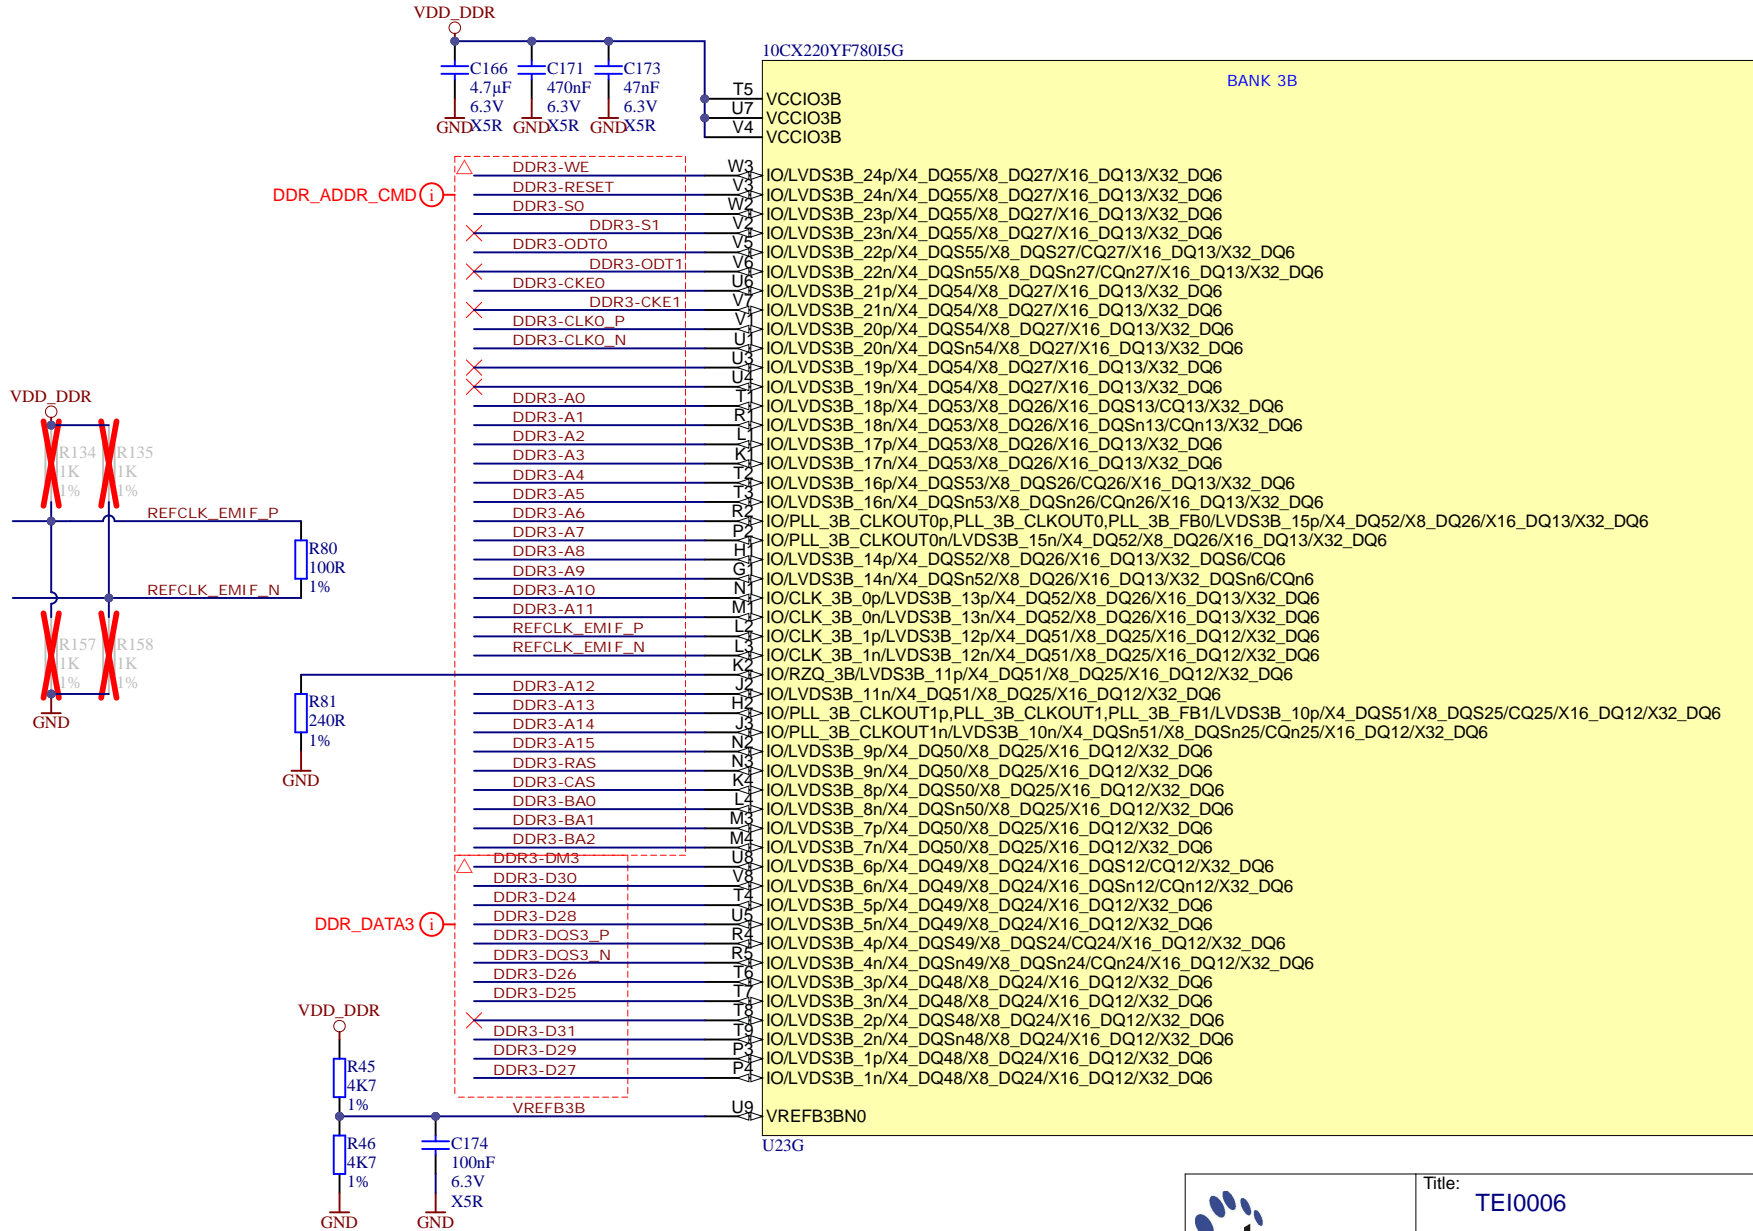 VDD_DDR
C166
4.7µF
6.3V
X5R
GND
C171
470nF
6.3V
X5R
GND
C173
47nF
6.3V
X5R
GND
10CX220YF780I5G
BANK 3B
T5 VCCIO3B
U7 VCCIO3B
V4 VCCIO3B
DDR_ADDR_CMD i
DDR3-WE W3 IO/LVDS3B_24p/X4_DQ55/X8_DQ27/X16_DQ13/X32_DQ6
DDR3-RESET V3 IO/LVDS3B_24n/X4_DQ55/X8_DQ27/X16_DQ13/X32_DQ6
DDR3-S0 W2 IO/LVDS3B_23p/X4_DQ55/X8_DQ27/X16_DQ13/X32_DQ6
DDR3-S1 V2 IO/LVDS3B_23n/X4_DQ55/X8_DQ27/X16_DQ13/X32_DQ6
DDR3-ODT0 V5 IO/LVDS3B_22p/X4_DQS55/X8_DQS27/CQ27/X16_DQ13/X32_DQ6
DDR3-ODT1 V6 IO/LVDS3B_22n/X4_DQSn55/X8_DQSn27/CQn27/X16_DQ13/X32_DQ6
DDR3-CKE0 U6 IO/LVDS3B_21p/X4_DQ54/X8_DQ27/X16_DQ13/X32_DQ6
DDR3-CKE1 V7 IO/LVDS3B_21n/X4_DQ54/X8_DQ27/X16_DQ13/X32_DQ6
DDR3-CLK0_P V1 IO/LVDS3B_20p/X4_DQS54/X8_DQ27/X16_DQ13/X32_DQ6
DDR3-CLK0_N U1 IO/LVDS3B_20n/X4_DQSn54/X8_DQ27/X16_DQ13/X32_DQ6
U3 IO/LVDS3B_19p/X4_DQ54/X8_DQ27/X16_DQ13/X32_DQ6
U4 IO/LVDS3B_19n/X4_DQ54/X8_DQ27/X16_DQ13/X32_DQ6
DDR3-A0 T1 IO/LVDS3B_18p/X4_DQ53/X8_DQ26/X16_DQS13/CQ13/X32_DQ6
DDR3-A1 R1 IO/LVDS3B_18n/X4_DQ53/X8_DQ26/X16_DQSn13/CQn13/X32_DQ6
DDR3-A2 L1 IO/LVDS3B_17p/X4_DQ53/X8_DQ26/X16_DQ13/X32_DQ6
DDR3-A3 K1 IO/LVDS3B_17n/X4_DQ53/X8_DQ26/X16_DQ13/X32_DQ6
DDR3-A4 T2 IO/LVDS3B_16p/X4_DQS53/X8_DQS26/CQ26/X16_DQ13/X32_DQ6
DDR3-A5 T3 IO/LVDS3B_16n/X4_DQSn53/X8_DQSn26/CQn26/X16_DQ13/X32_DQ6
DDR3-A6 R2 IO/PLL_3B_CLKOUT0p,PLL_3B_CLKOUT0,PLL_3B_FB0/LVDS3B_15p/X4_DQ52/X8_DQ26/X16_DQ13/X32_DQ6
DDR3-A7 P2 IO/PLL_3B_CLKOUT0n/LVDS3B_15n/X4_DQ52/X8_DQ26/X16_DQ13/X32_DQ6
DDR3-A8 H1 IO/LVDS3B_14p/X4_DQS52/X8_DQ26/X16_DQ13/X32_DQS6/CQ6
DDR3-A9 G1 IO/LVDS3B_14n/X4_DQSn52/X8_DQ26/X16_DQ13/X32_DQSn6/CQn6
DDR3-A10 N1 IO/CLK_3B_0p/LVDS3B_13p/X4_DQ52/X8_DQ26/X16_DQ13/X32_DQ6
DDR3-A11 M1 IO/CLK_3B_0n/LVDS3B_13n/X4_DQ52/X8_DQ26/X16_DQ13/X32_DQ6
REFCLK_EMIF_P L2 IO/CLK_3B_1p/LVDS3B_12p/X4_DQ51/X8_DQ25/X16_DQ12/X32_DQ6
REFCLK_EMIF_N L3 IO/CLK_3B_1n/LVDS3B_12n/X4_DQ51/X8_DQ25/X16_DQ12/X32_DQ6
K2 IO/RZQ_3B/LVDS3B_11p/X4_DQ51/X8_DQ25/X16_DQ12/X32_DQ6
DDR3-A12 J2 IO/LVDS3B_11n/X4_DQ51/X8_DQ25/X16_DQ12/X32_DQ6
DDR3-A13 H2 IO/PLL_3B_CLKOUT1p,PLL_3B_CLKOUT1,PLL_3B_FB1/LVDS3B_10p/X4_DQS51/X8_DQS25/CQ25/X16_DQ12/X32_DQ6
DDR3-A14 J3 IO/PLL_3B_CLKOUT1n/LVDS3B_10n/X4_DQSn51/X8_DQSn25/CQn25/X16_DQ12/X32_DQ6
DDR3-A15 N2 IO/LVDS3B_9p/X4_DQ50/X8_DQ25/X16_DQ12/X32_DQ6
DDR3-RAS N3 IO/LVDS3B_9n/X4_DQ50/X8_DQ25/X16_DQ12/X32_DQ6
DDR3-CAS K4 IO/LVDS3B_8p/X4_DQS50/X8_DQ25/X16_DQ12/X32_DQ6
DDR3-BA0 L4 IO/LVDS3B_8n/X4_DQSn50/X8_DQ25/X16_DQ12/X32_DQ6
DDR3-BA1 M3 IO/LVDS3B_7p/X4_DQ50/X8_DQ25/X16_DQ12/X32_DQ6
DDR3-BA2 M4 IO/LVDS3B_7n/X4_DQ50/X8_DQ25/X16_DQ12/X32_DQ6
DDR3-DM3 U8 IO/LVDS3B_6p/X4_DQ49/X8_DQ24/X16_DQS12/CQ12/X32_DQ6
DDR3-D30 V8 IO/LVDS3B_6n/X4_DQ49/X8_DQ24/X16_DQSn12/CQn12/X32_DQ6
DDR3-D24 T4 IO/LVDS3B_5p/X4_DQ49/X8_DQ24/X16_DQ12/X32_DQ6
DDR_DATA3 i
DDR3-D28 U5 IO/LVDS3B_5n/X4_DQ49/X8_DQ24/X16_DQ12/X32_DQ6
DDR3-DQS3_P R4 IO/LVDS3B_4p/X4_DQS49/X8_DQS24/CQ24/X16_DQ12/X32_DQ6
DDR3-DQS3_N R5 IO/LVDS3B_4n/X4_DQSn49/X8_DQSn24/CQn24/X16_DQ12/X32_DQ6
DDR3-D26 T6 IO/LVDS3B_3p/X4_DQ48/X8_DQ24/X16_DQ12/X32_DQ6
DDR3-D25 T7 IO/LVDS3B_3n/X4_DQ48/X8_DQ24/X16_DQ12/X32_DQ6
T8 IO/LVDS3B_2p/X4_DQS48/X8_DQ24/X16_DQ12/X32_DQ6
DDR3-D31 T9 IO/LVDS3B_2n/X4_DQSn48/X8_DQ24/X16_DQ12/X32_DQ6
DDR3-D29 P3 IO/LVDS3B_1p/X4_DQ48/X8_DQ24/X16_DQ12/X32_DQ6
DDR3-D27 P4 IO/LVDS3B_1n/X4_DQ48/X8_DQ24/X16_DQ12/X32_DQ6
VREFB3B U9 VREFB3BN0
U23G
VDD_DDR
R134
1K
1%
R135
1K
1%
REFCLK_EMIF_P
R80
100R
1%
REFCLK_EMIF_N
R157
1K
1%
R158
1K
1%
GND
R81
240R
1%
GND
VDD_DDR
R45
4K7
1%
R46
4K7
1%
GND
C174
100nF
6.3V
X5R
GND
Title:
TEI0006